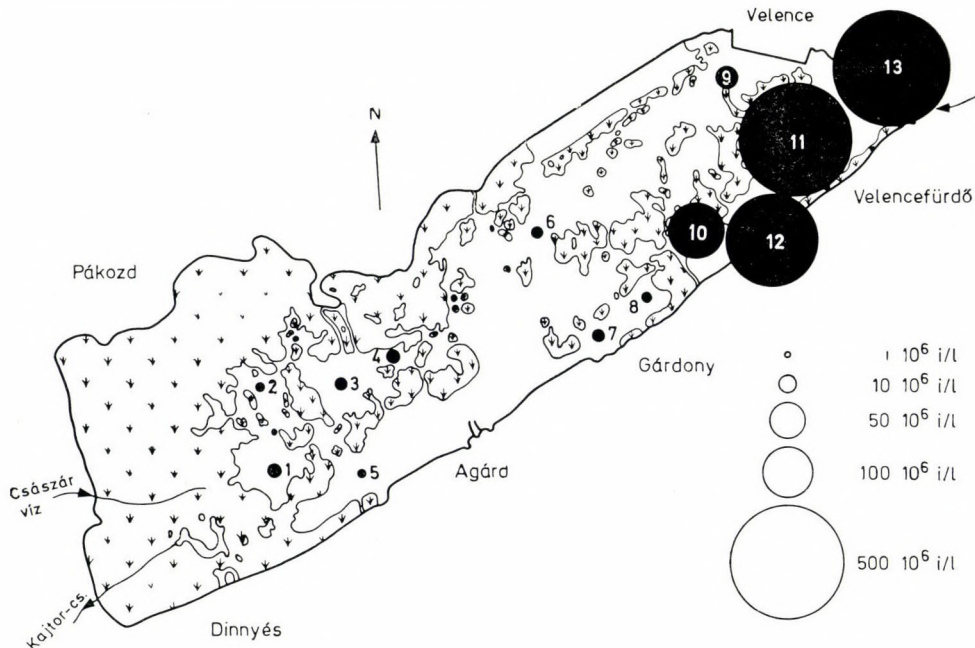 Velence
13
9
N
11
Velencefürdő
6
10
12
Pákozd
8
7
4
Gárdony
1 10⁶ i/l
3
2
10 10⁶ i/l
50 10⁶ i/l
1
5
Agárd
100 10⁶ i/l
Császár
víz
500 10⁶ i/l
Kajtor-cs.
Dinnyés